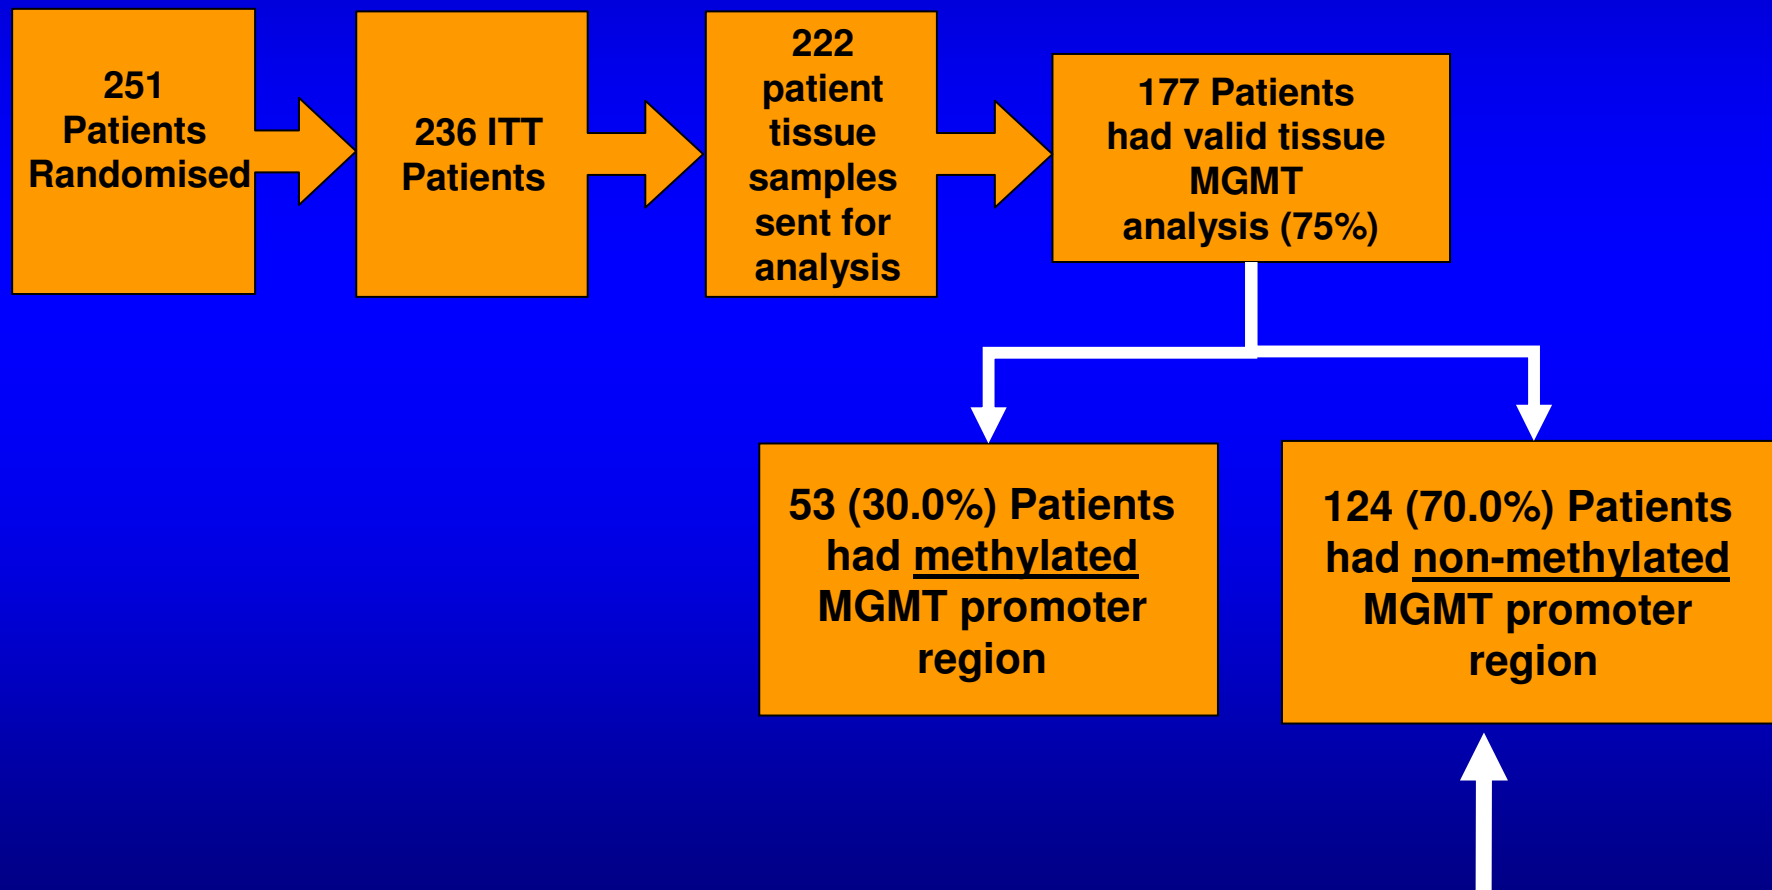 251
Patients
Randomised
236 ITT
Patients
222
patient
tissue
samples
sent for
analysis
177 Patients
had valid tissue
MGMT
analysis (75%)
53 (30.0%) Patients
had methylated
MGMT promoter
region
124 (70.0%) Patients
had non-methylated
MGMT promoter
region